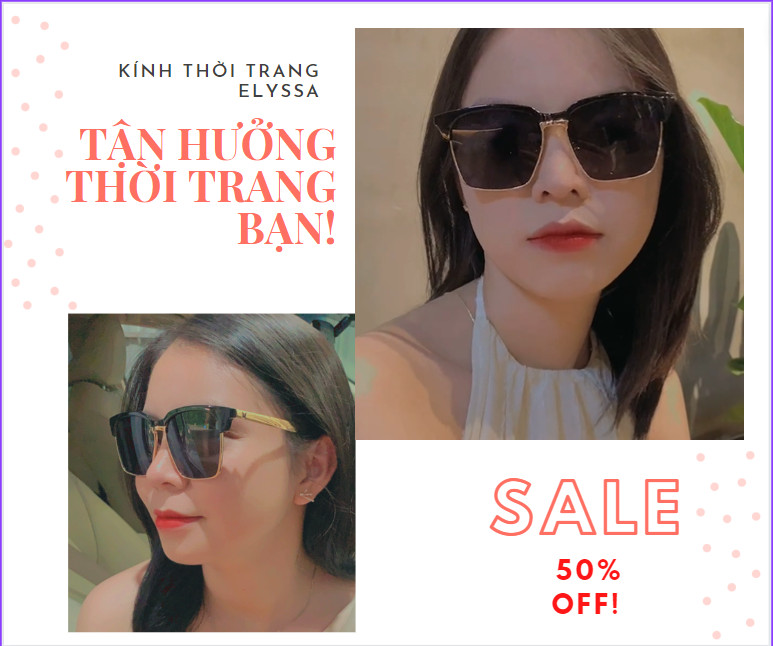 KÍNH THỜI TRANG
ELYSSA
TẬN HƯỞNG
THỜI TRANG
BẠN!
SALE
50%
OFF!